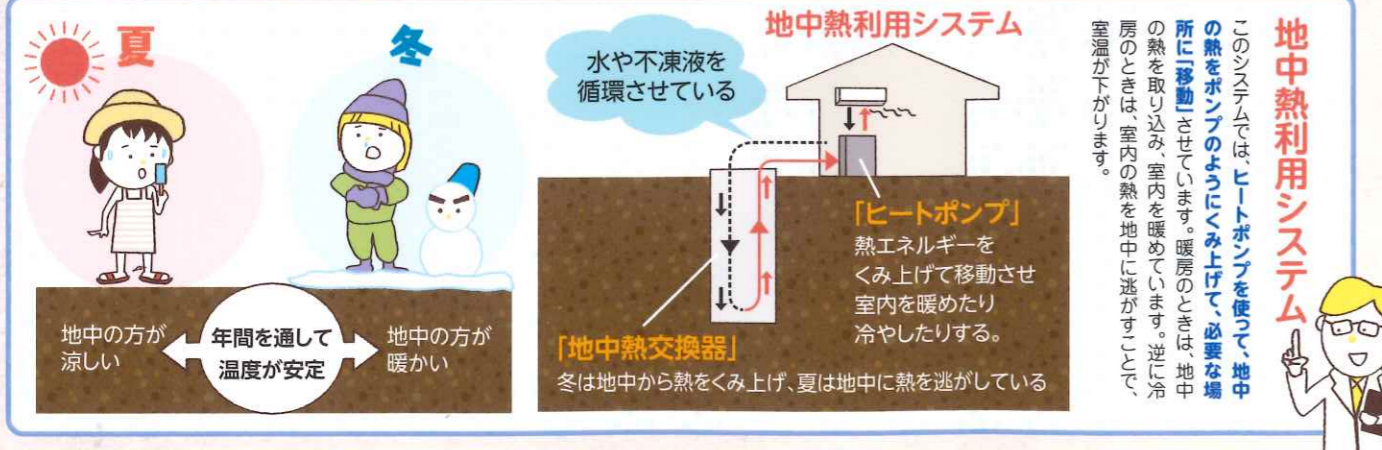 地中熱利用システム
このシステムでは、ヒートポンプを使って、地中
の熱をポンプのようにくみ上げて、必要な場
所に「移動」させています。暖房のときは、地中
の熱を取り込み、室内を暖めています。逆に冷
房のときは、室内の熱を地中に逃がすことで、
室温が下がります。
地中熱利用システム
水や不凍液を
循環させている
「ヒートポンプ」
熱エネルギーを
くみ上げて移動させ
室内を暖めたり
冷やしたりする。
「地中熱交換器」
冬は地中から熱をくみ上げ、夏は地中に熱を逃がしている
夏
冬
地中の方が
涼しい
年間を通して
温度が安定
地中の方が
暖かい